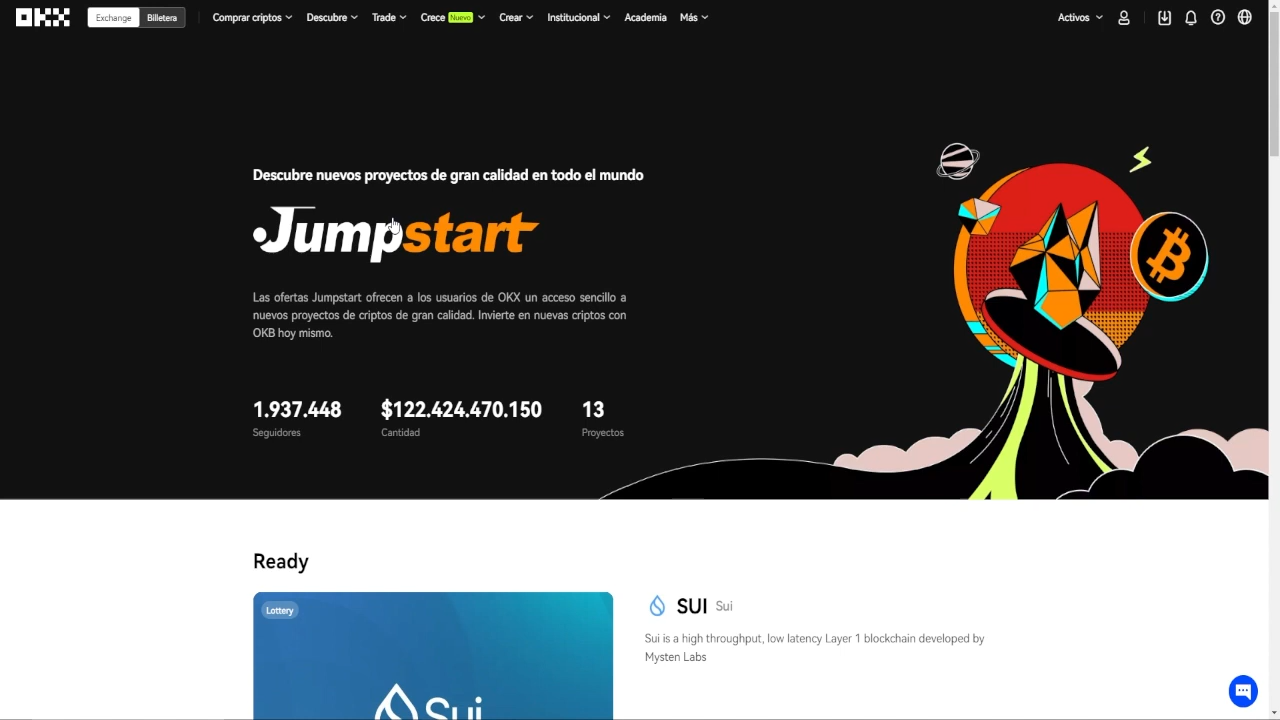 OKX Exchange Billetera Comprar criptos Descubre Trade Crece Nuevo Crear Institucional Academia Más Activos
Descubre nuevos proyectos de gran calidad en todo el mundo
Jumpstart
Las ofertas Jumpstart ofrecen a los usuarios de OKX un acceso sencillo a
nuevos proyectos de criptos de gran calidad. Invierte en nuevas criptos con
OKB hoy mismo.
1.937.448 $122.424.470.150 13
Seguidores Cantidad Proyectos
Ready
Lottery
SUI Sui
Sui is a high throughput, low latency Layer 1 blockchain developed by
Mysten Labs
Sui